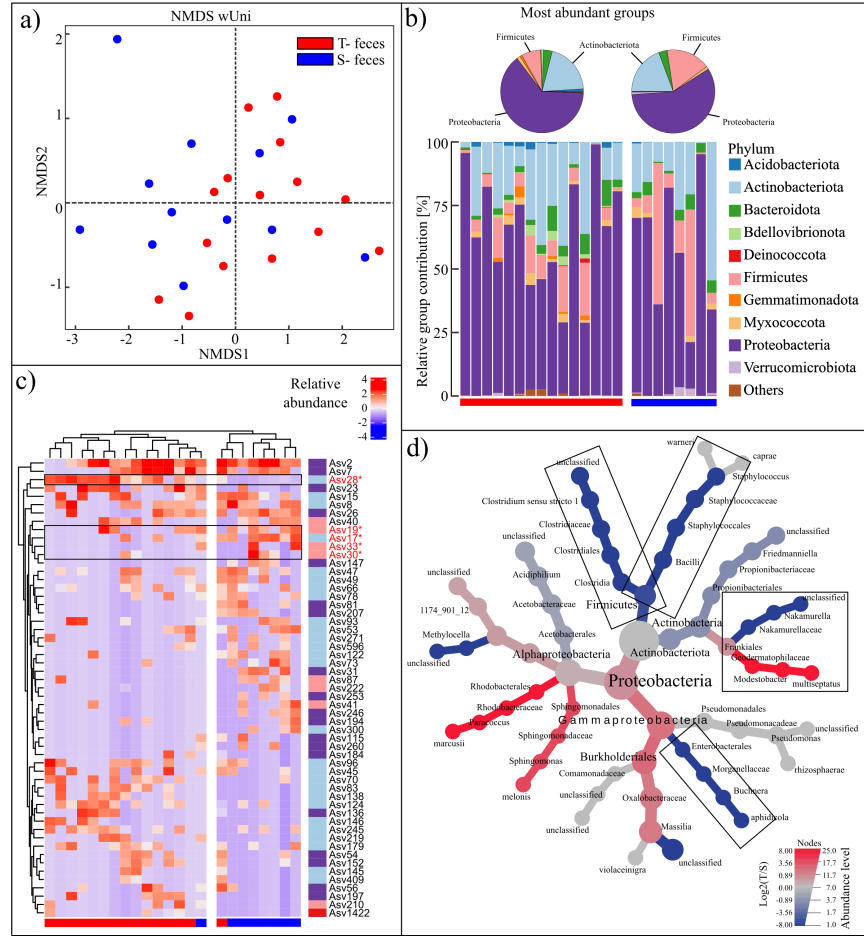 a)
NMDS wUni
T- feces
S- feces
2
1
0
-1
NMDS2
-3
-2
-1
0
1
2
NMDS1
b)
Most abundant groups
Firmicutes
Actinobacteriota
Firmicutes
Proteobacteria
Proteobacteria
100
75
50
25
0
Relative group contribution [%]
Phylum
Acidobacteriota
Actinobacteriota
Bacteroidota
Bdellovibrionota
Deinococcota
Firmicutes
Gemmatimonadota
Myxococcota
Proteobacteria
Verrucomicrobiota
Others
c)
Relative
abundance
4
2
0
-2
-4
Asv2
Asv7
Asv28*
Asv23
Asv15
Asv8
Asv26
Asv40
Asv19*
Asv17*
Asv33*
Asv30*
Asv147
Asv47
Asv49
Asv66
Asv78
Asv81
Asv207
Asv93
Asv53
Asv271
Asv596
Asv122
Asv73
Asv31
Asv87
Asv222
Asv253
Asv41
Asv246
Asv194
Asv300
Asv115
Asv260
Asv184
Asv96
Asv45
Asv70
Asv83
Asv138
Asv124
Asv136
Asv146
Asv245
Asv219
Asv179
Asv54
Asv152
Asv145
Asv409
Asv56
Asv197
Asv210
Asv1422
d)
warneri
caprae
unclassified
Staphylococcus
Clostridium sensu stricto 1
Staphylococcaceae
Clostridiaceae
Staphylococcales
Clostridiales
Bacilli
Clostridia
Firmicutes
unclassified
Friedmanniella
Propionibacteriaceae
Propionibacteriales
unclassified
Acidiphilium
Acetobacteraceae
Acetobacterales
unclassified
1174_901_12
Methylocella
unclassified
Alphaproteobacteria
Actinobacteria
Actinobacteriota
unclassified
Nakamurella
Nakamurellaceae
Frankiales
Geodermatophilaceae
Modestobacter
multiseptatus
Proteobacteria
Rhodobacterales
Rhodobacteraceae
Paracoccus
marcusii
Sphingomonadales
Sphingomonadaceae
Sphingomonas
melonis
Gammaproteobacteria
Pseudomonadales
Pseudomonacadeae
unclassified
Pseudomonas
rhizosphaerae
Enterobacterales
Morganellaceae
Buchnera
aphidicola
Burkholderiales
Comamonadaceae
unclassified
unclassified
Oxalobacteraceae
Massilia
unclassified
violaceinigra
Nodes
8.00 25.0
5.36 17.7
3.56 11.7
0.00 7.00
-3.56 3.7
-5.36 1.7
-8.00 1.0
Log2(T/S)
Abundance level